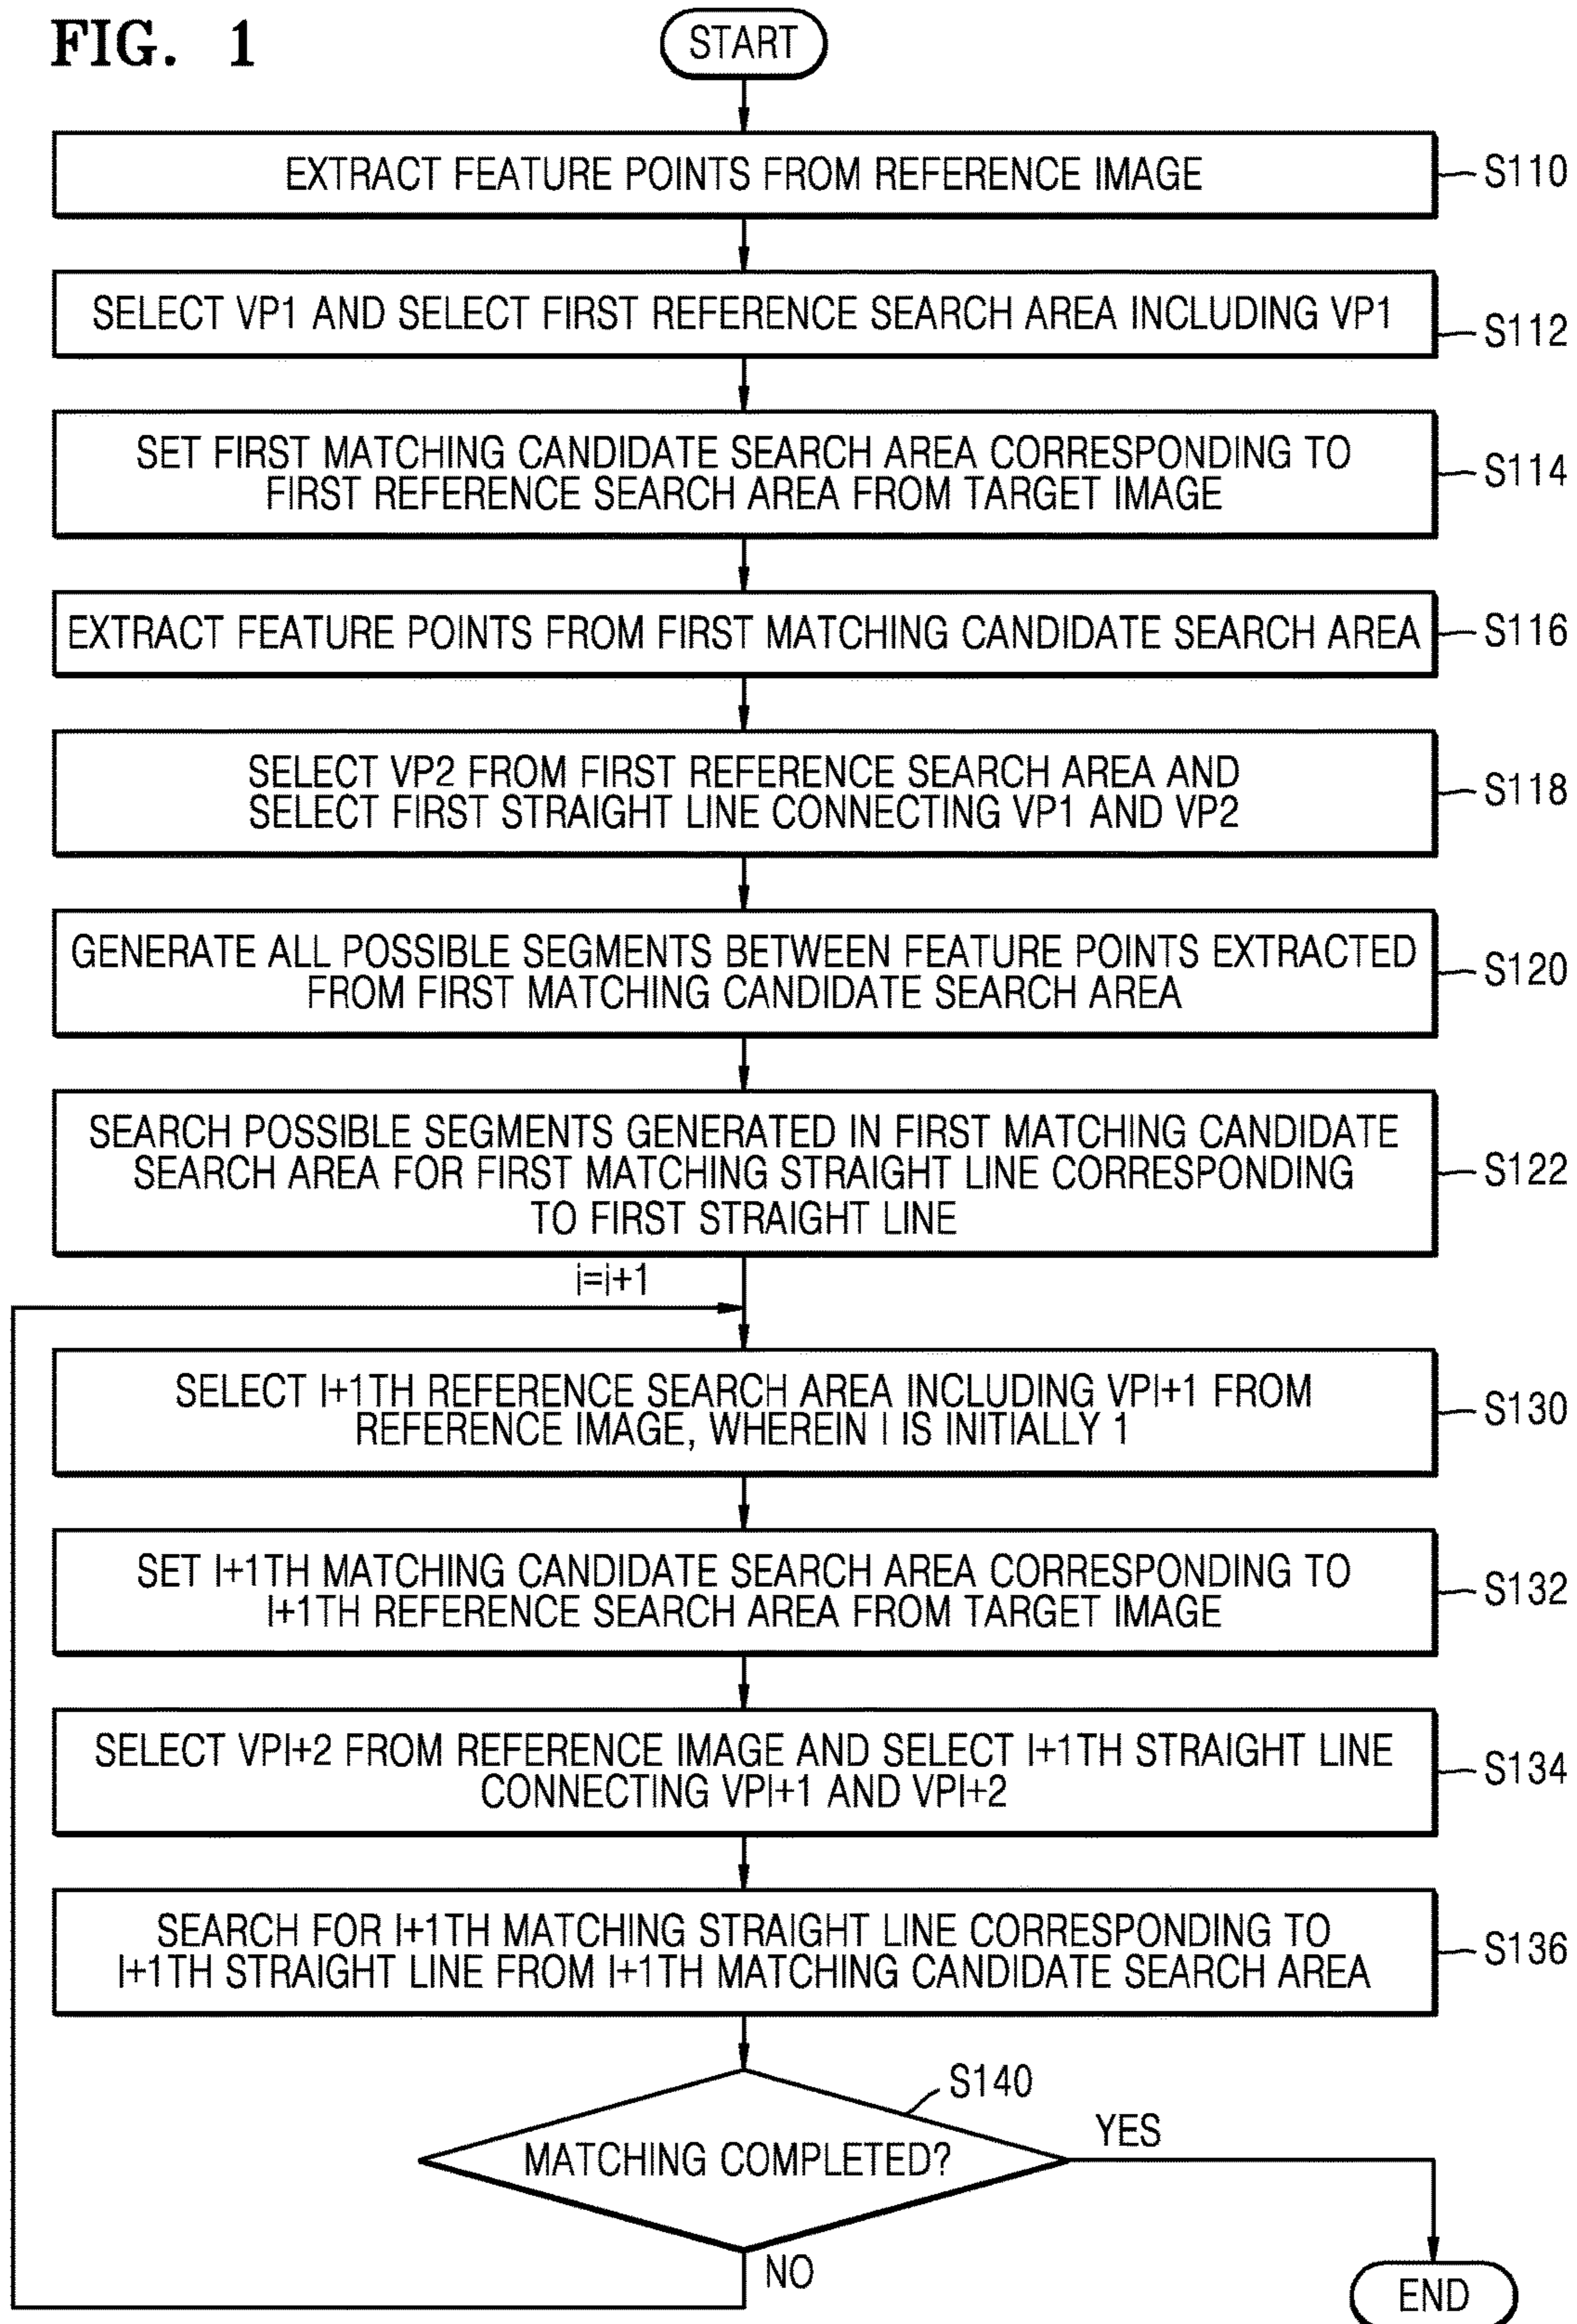 FIG. 1
START
EXTRACT FEATURE POINTS FROM REFERENCE IMAGE
S110
SELECT VP1 AND SELECT FIRST REFERENCE SEARCH AREA INCLUDING VP1
S112
SET FIRST MATCHING CANDIDATE SEARCH AREA CORRESPONDING TO
FIRST REFERENCE SEARCH AREA FROM TARGET IMAGE
S114
EXTRACT FEATURE POINTS FROM FIRST MATCHING CANDIDATE SEARCH AREA
S116
SELECT VP2 FROM FIRST REFERENCE SEARCH AREA AND
SELECT FIRST STRAIGHT LINE CONNECTING VP1 AND VP2
S118
GENERATE ALL POSSIBLE SEGMENTS BETWEEN FEATURE POINTS EXTRACTED
FROM FIRST MATCHING CANDIDATE SEARCH AREA
S120
SEARCH POSSIBLE SEGMENTS GENERATED IN FIRST MATCHING CANDIDATE
SEARCH AREA FOR FIRST MATCHING STRAIGHT LINE CORRESPONDING
TO FIRST STRAIGHT LINE
S122
i=i+1
SELECT I+1TH REFERENCE SEARCH AREA INCLUDING VPI+1 FROM
REFERENCE IMAGE, WHEREIN I IS INITIALLY 1
S130
SET I+1TH MATCHING CANDIDATE SEARCH AREA CORRESPONDING TO
I+1TH REFERENCE SEARCH AREA FROM TARGET IMAGE
S132
SELECT VPI+2 FROM REFERENCE IMAGE AND SELECT I+1TH STRAIGHT LINE
CONNECTING VPI+1 AND VPI+2
S134
SEARCH FOR I+1TH MATCHING STRAIGHT LINE CORRESPONDING TO
I+1TH STRAIGHT LINE FROM I+1TH MATCHING CANDIDATE SEARCH AREA
S136
S140
MATCHING COMPLETED?
YES
NO
END